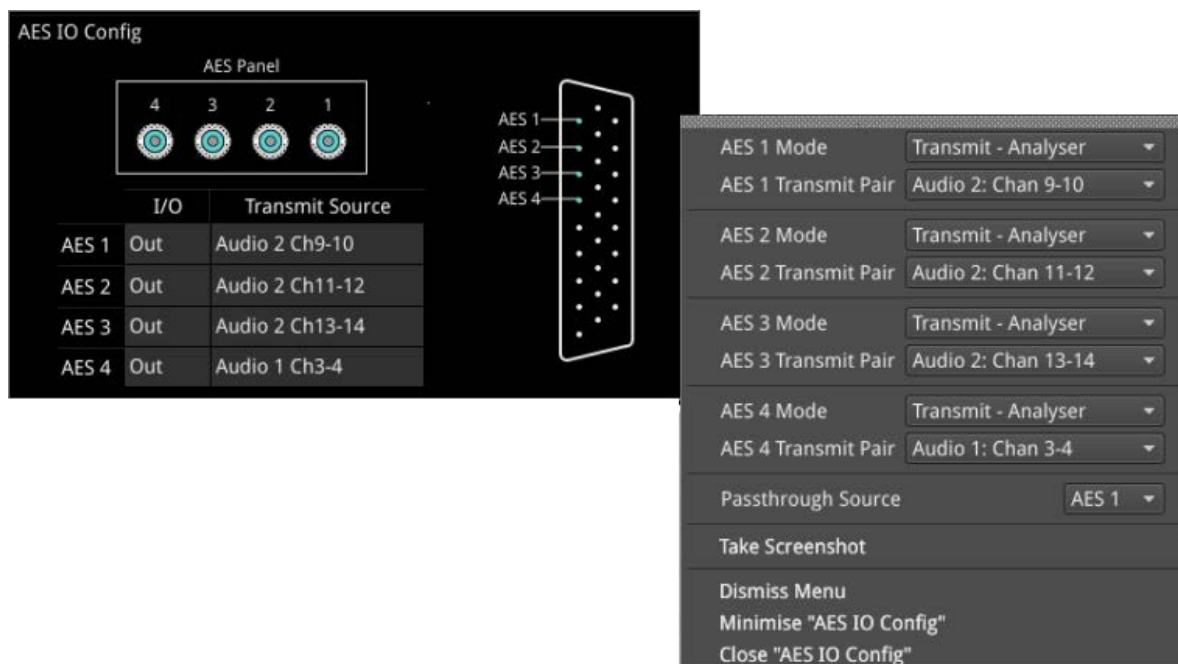 AES IO Config
AES Panel
4 3 2 1
I/O Transmit Source
AES 1 Out Audio 2 Ch9-10
AES 2 Out Audio 2 Ch11-12
AES 3 Out Audio 2 Ch13-14
AES 4 Out Audio 1 Ch3-4
AES 1
AES 2
AES 3
AES 4
AES 1 Mode Transmit - Analyser
AES 1 Transmit Pair Audio 2: Chan 9-10
AES 2 Mode Transmit - Analyser
AES 2 Transmit Pair Audio 2: Chan 11-12
AES 3 Mode Transmit - Analyser
AES 3 Transmit Pair Audio 2: Chan 13-14
AES 4 Mode Transmit - Analyser
AES 4 Transmit Pair Audio 1: Chan 3-4
Passthrough Source AES 1
Take Screenshot
Dismiss Menu
Minimise "AES IO Config"
Close "AES IO Config"